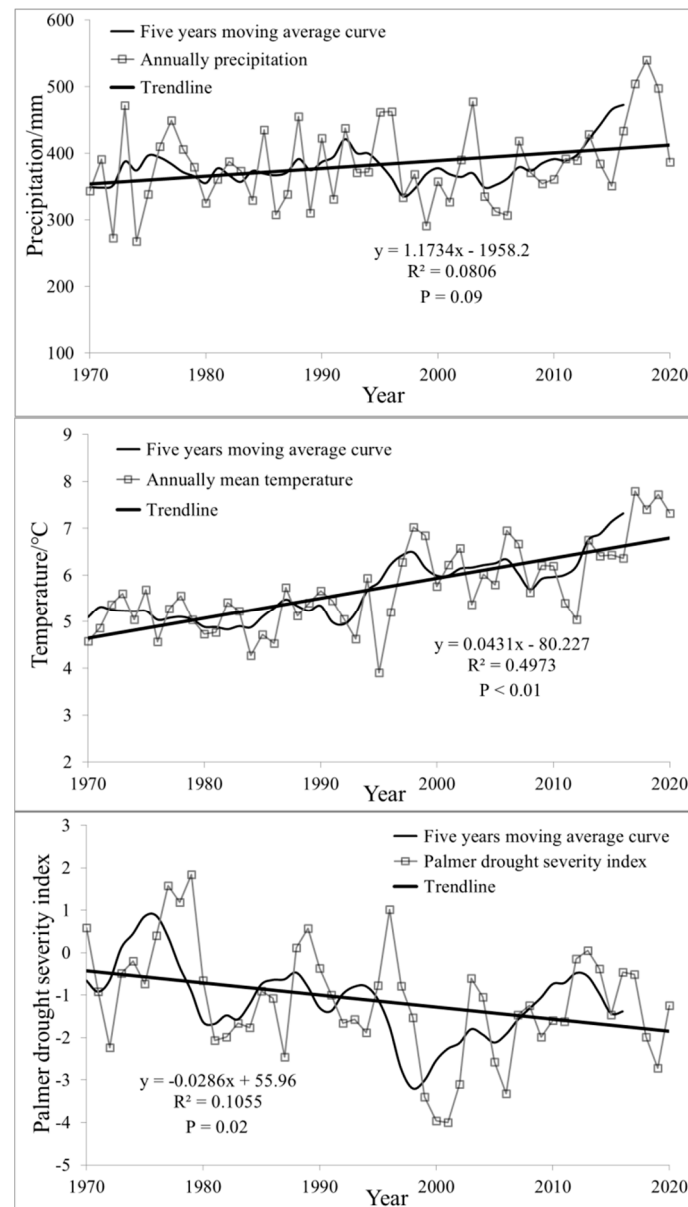 600
500
400
300
200
100
Precipitation/mm
Five years moving average curve
Annually precipitation
Trendline
y = 1.1734x - 1958.2
R² = 0.0806
P = 0.09
1970 1980 1990 2000 2010 2020
Year
9
8
7
6
5
4
3
2
Temperature/°C
Five years moving average curve
Annually mean temperature
Trendline
y = 0.0431x - 80.227
R² = 0.4973
P < 0.01
1970 1980 1990 2000 2010 2020
Year
3
2
1
0
-1
-2
-3
-4
-5
Palmer drought severity index
Five years moving average curve
Palmer drought severity index
Trendline
y = -0.0286x + 55.96
R² = 0.1055
P = 0.02
1970 1980 1990 2000 2010 2020
Year